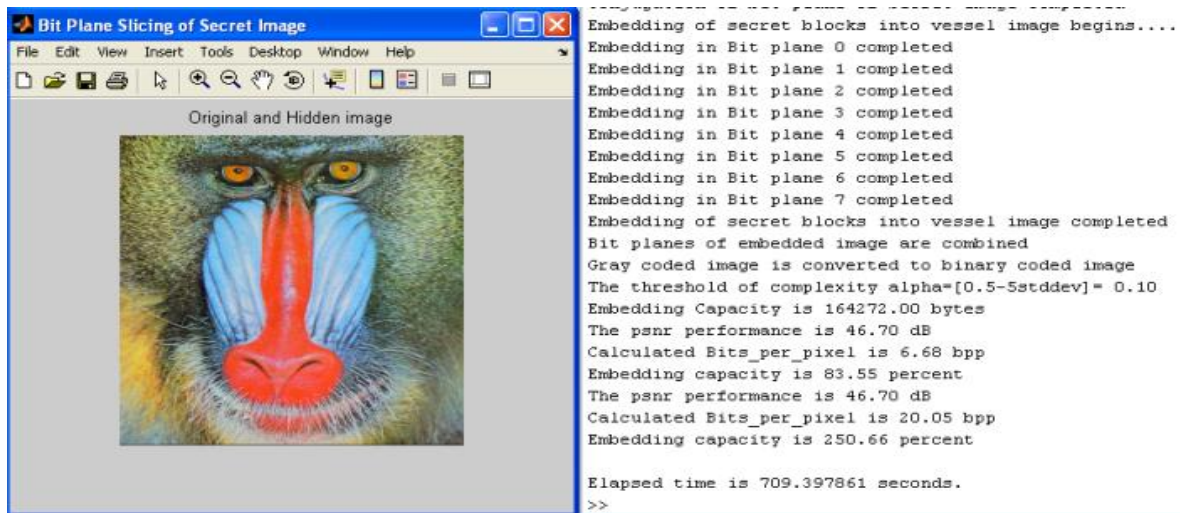 Bit Plane Slicing of Secret Image
File Edit View Insert Tools Desktop Window Help
Original and Hidden image
Embedding of secret blocks into vessel image begins....
Embedding in Bit plane 0 completed
Embedding in Bit plane 1 completed
Embedding in Bit plane 2 completed
Embedding in Bit plane 3 completed
Embedding in Bit plane 4 completed
Embedding in Bit plane 5 completed
Embedding in Bit plane 6 completed
Embedding in Bit plane 7 completed
Embedding of secret blocks into vessel image completed
Bit planes of embedded image are combined
Gray coded image is converted to binary coded image
The threshold of complexity alpha=[0.5-5stddev]= 0.10
Embedding Capacity is 164272.00 bytes
The psnr performance is 46.70 dB
Calculated Bits_per_pixel is 6.68 bpp
Embedding capacity is 83.55 percent
The psnr performance is 46.70 dB
Calculated Bits_per_pixel is 20.05 bpp
Embedding capacity is 250.66 percent
Elapsed time is 709.397861 seconds.
>>